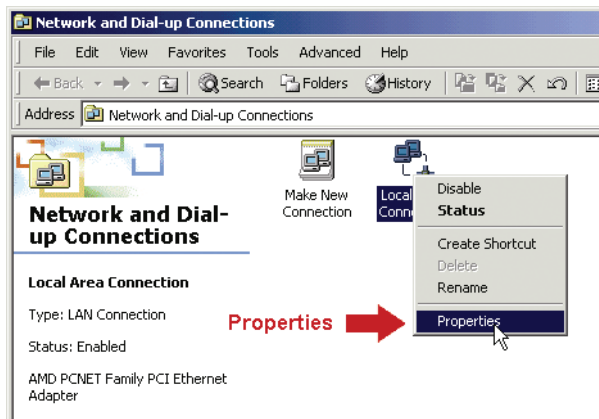 Network and Dial-up Connections
File Edit View Favorites Tools Advanced Help
Back Search Folders History
Address Network and Dial-up Connections
Make New
Connection
Local
Network and Dial-
up Connections
Local Area Connection
Type: LAN Connection
Status: Enabled
AMD PCNET Family PCI Ethernet
Adapter
Disable
Status
Create Shortcut
Delete
Rename
Properties
Properties